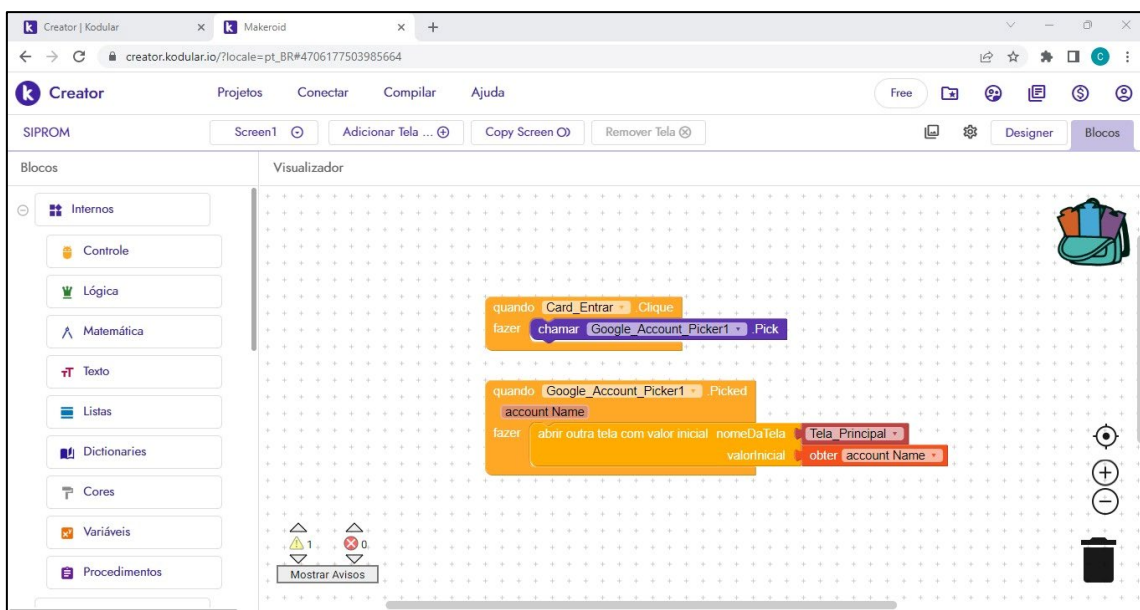 Creator | Kodular
Makeroid
creator.kodular.io/?locale=pt_BR#4706177503985664
Creator Projetos Conectar Compilar Ajuda Free
SIPROM Screen1 Adicionar Tela ... Copy Screen Remover Tela Designer Blocos
Blocos Visualizador
Internos
Controle
Lógica
Matemática
Texto
Listas
Dictionaries
Cores
Variáveis
Procedimentos
quando Card_Entrar Clique
fazer chamar Google_Account_Picker1 .Pick
quando Google_Account_Picker1 .Picked
account Name
fazer abrir outra tela com valor inicial nomeDaTela Tela_Principal
valorInicial obter account Name
1 0
Mostrar Avisos